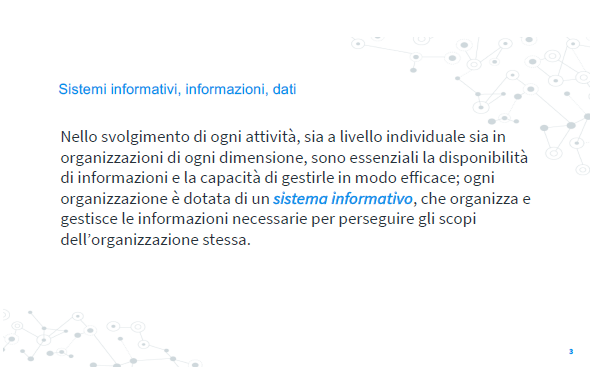 Sistemi informativi, informazioni, dati
Nello svolgimento di ogni attività, sia a livello individuale sia in
organizzazioni di ogni dimensione, sono essenziali la disponibilità
di informazioni e la capacità di gestirle in modo efficace; ogni
organizzazione è dotata di un sistema informativo, che organizza e
gestisce le informazioni necessarie per perseguire gli scopi
dell’organizzazione stessa.
3